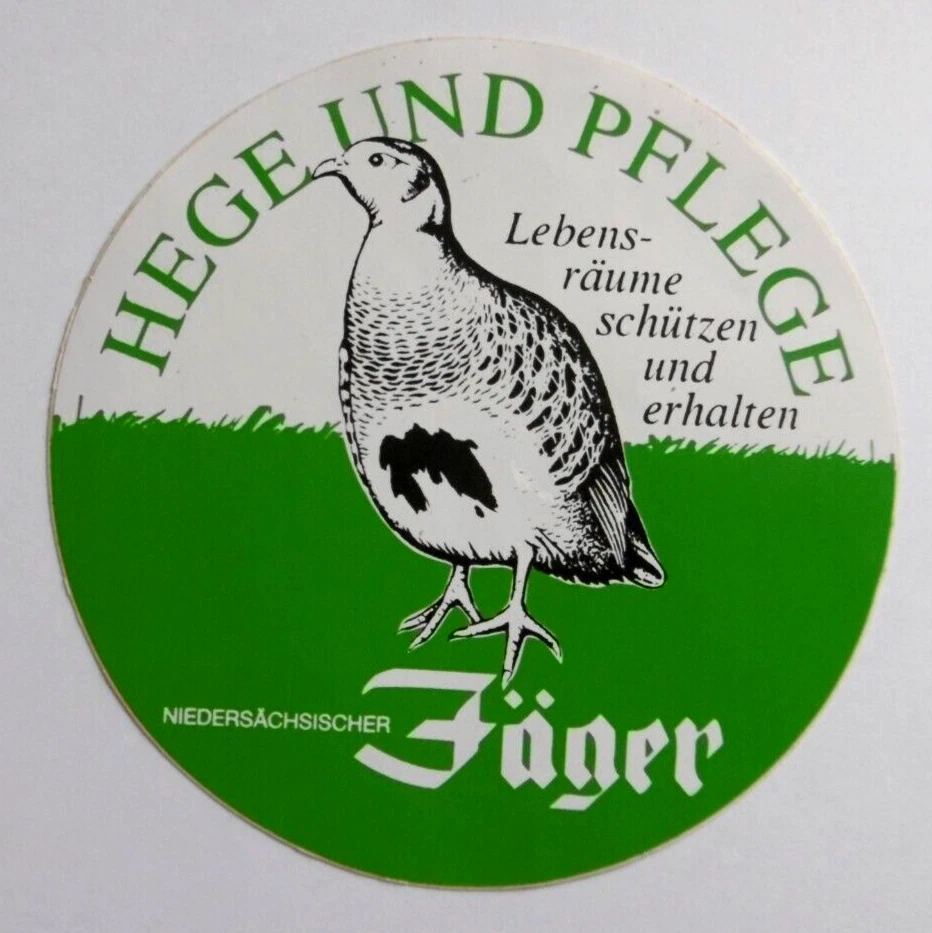 HEGE UND PFLEGE
Lebens-
räume
schützen
und
erhalten
NIEDERSÄCHSISCHER Jäger